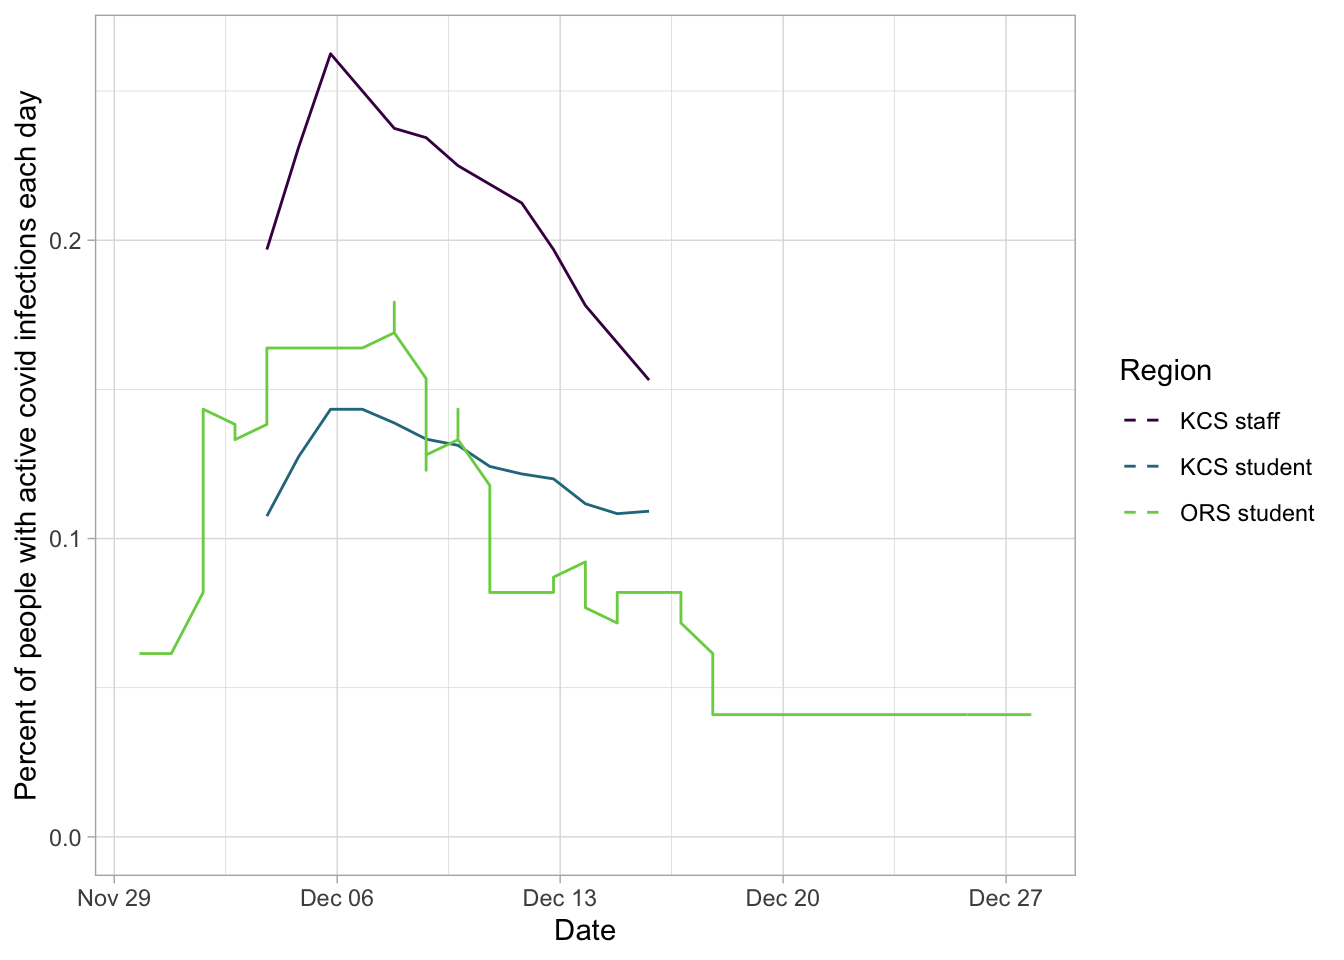 Percent of people with active covid infections each day
0.2
0.1
0.0
Nov 29 Dec 06 Dec 13 Dec 20 Dec 27
Date
Region
KCS staff
KCS student
ORS student